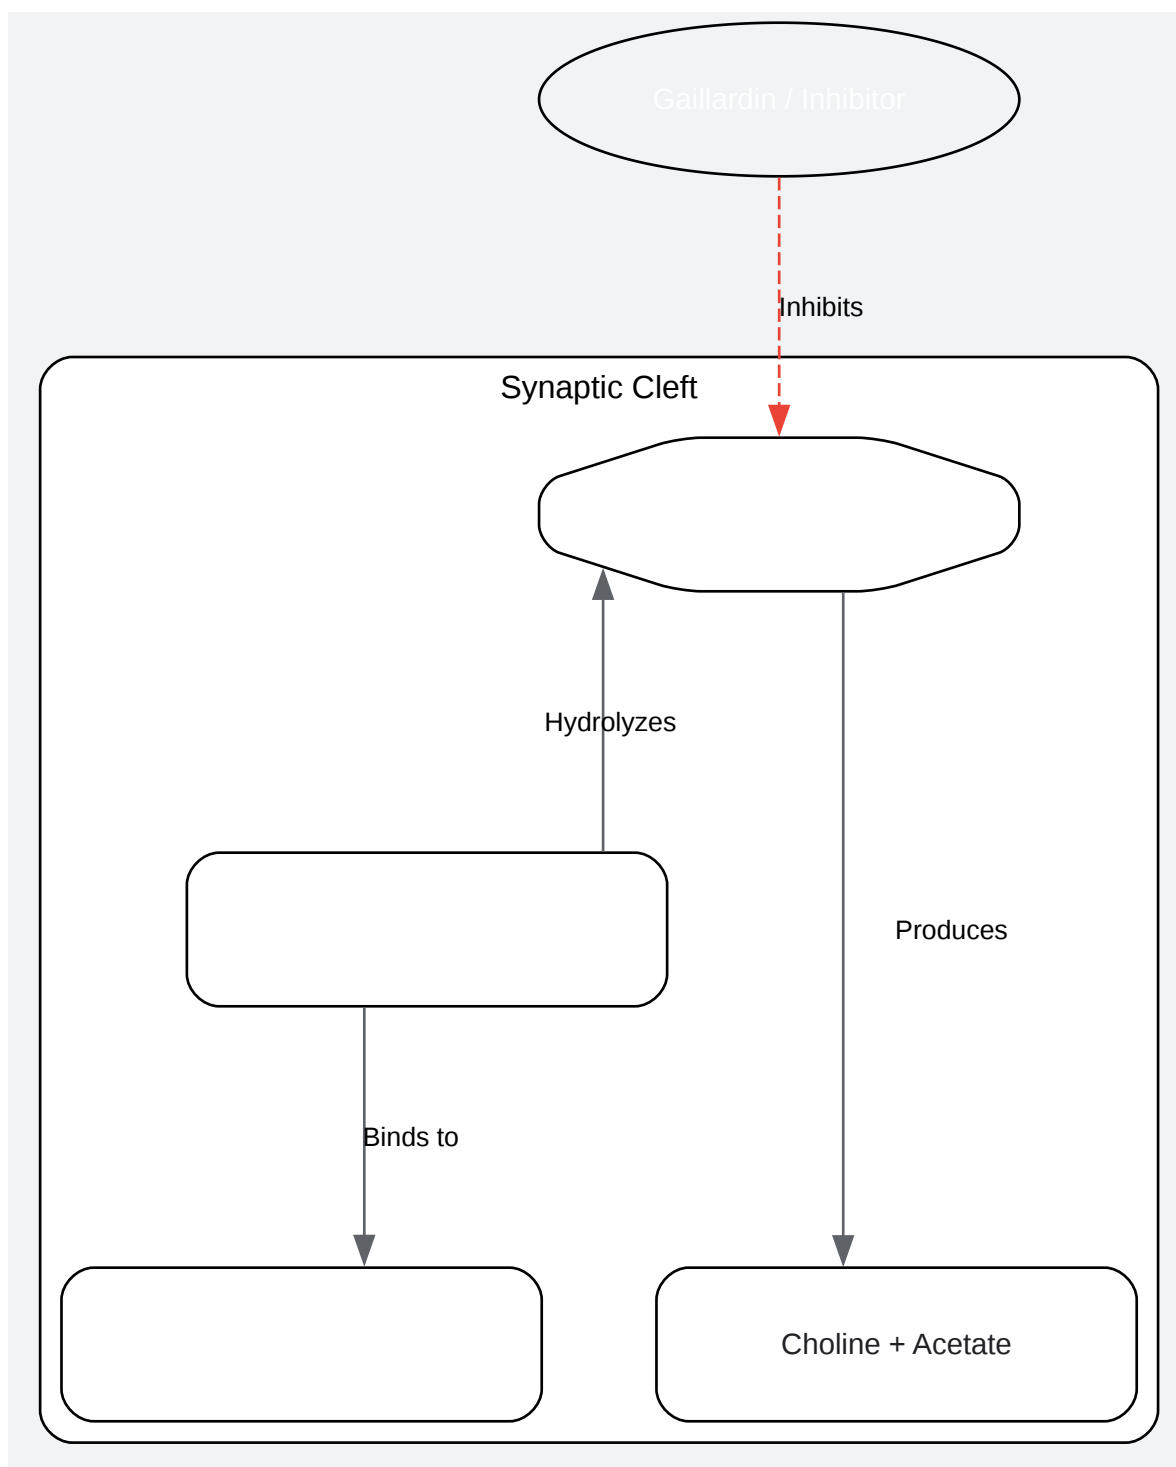 Gaillardin / Inhibitor
Inhibits
Synaptic Cleft
Hydrolyzes
Produces
Binds to
Choline + Acetate